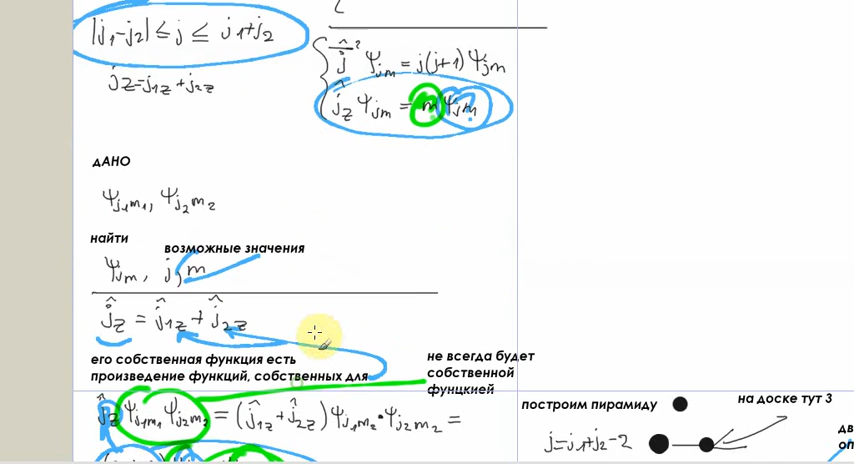 |j₁-j₂| ≤ j ≤ j₁+j₂
jz=j₁z+j₂z
ĵ² Ψjm = j(j+1) Ψjm
ĵz Ψjm = m Ψjm
дАНО
Ψj₁m₁, Ψj₂m₂
найти
возможные значения
Ψjm, j, m
ĵz = ĵ₁z + ĵ₂z
его собственная функция есть
произведение функций, собственных для
не всегда будет
собственной
фунцкией
ĵz Ψj₁m₁ Ψj₂m₂ = (ĵ₁z + ĵ₂z) Ψj₁m₂ · Ψj₂m₂ =
построим пирамиду
на доске тут 3
j=j₁+j₂-2